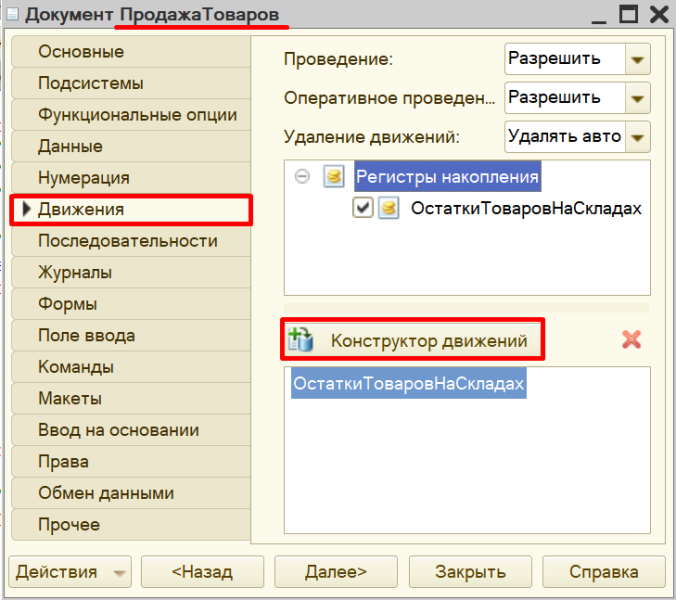 Документ ПродажаТоваров
Основные
Подсистемы
Функциональные опции
Данные
Нумерация
Движения
Последовательности
Журналы
Формы
Поле ввода
Команды
Макеты
Ввод на основании
Права
Обмен данными
Прочее
Проведение: Разрешить
Оперативное проведен... Разрешить
Удаление движений: Удалять авто
Регистры накопления
ОстаткиТоваровНаСкладах
Конструктор движений
ОстаткиТоваровНаСкладах
Действия <Назад Далее> Закрыть Справка